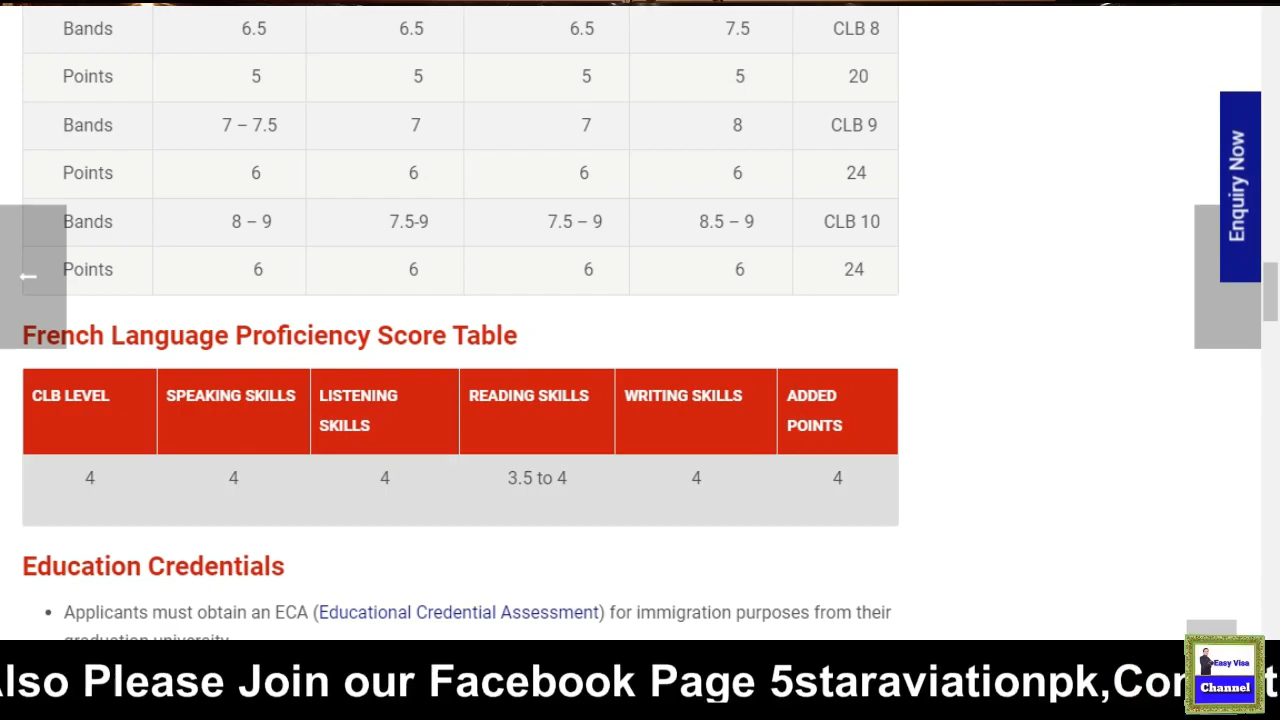 Bands 6.5 6.5 6.5 7.5 CLB 8
Points 5 5 5 5 20
Bands 7 – 7.5 7 7 8 CLB 9
Points 6 6 6 6 24
Bands 8 – 9 7.5-9 7.5 – 9 8.5 – 9 CLB 10
Points 6 6 6 6 24
Enquiry Now
French Language Proficiency Score Table
CLB LEVEL SPEAKING SKILLS LISTENING SKILLS READING SKILLS WRITING SKILLS ADDED POINTS
4 4 4 3.5 to 4 4 4
Education Credentials
• Applicants must obtain an ECA (Educational Credential Assessment) for immigration purposes from their
graduation university
Also Please Join our Facebook Page 5staraviationpk,
Easy Visa
Channel